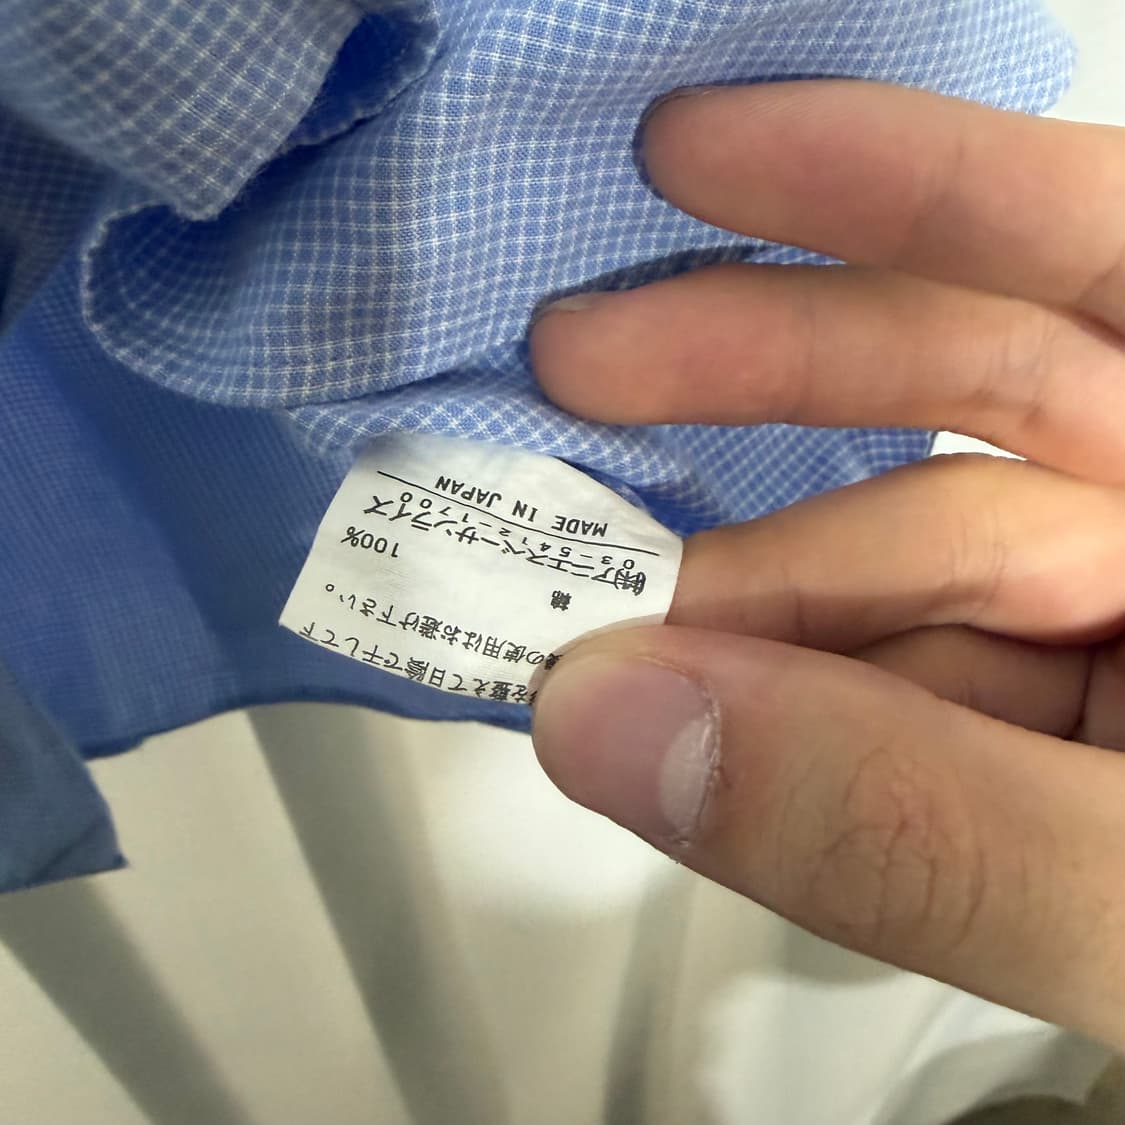 を整えて日陰で干して下
の使用はお避け下さい。
綿 100%
㈱アニエスベーサンライズ
03-5412-1700
MADE IN JAPAN